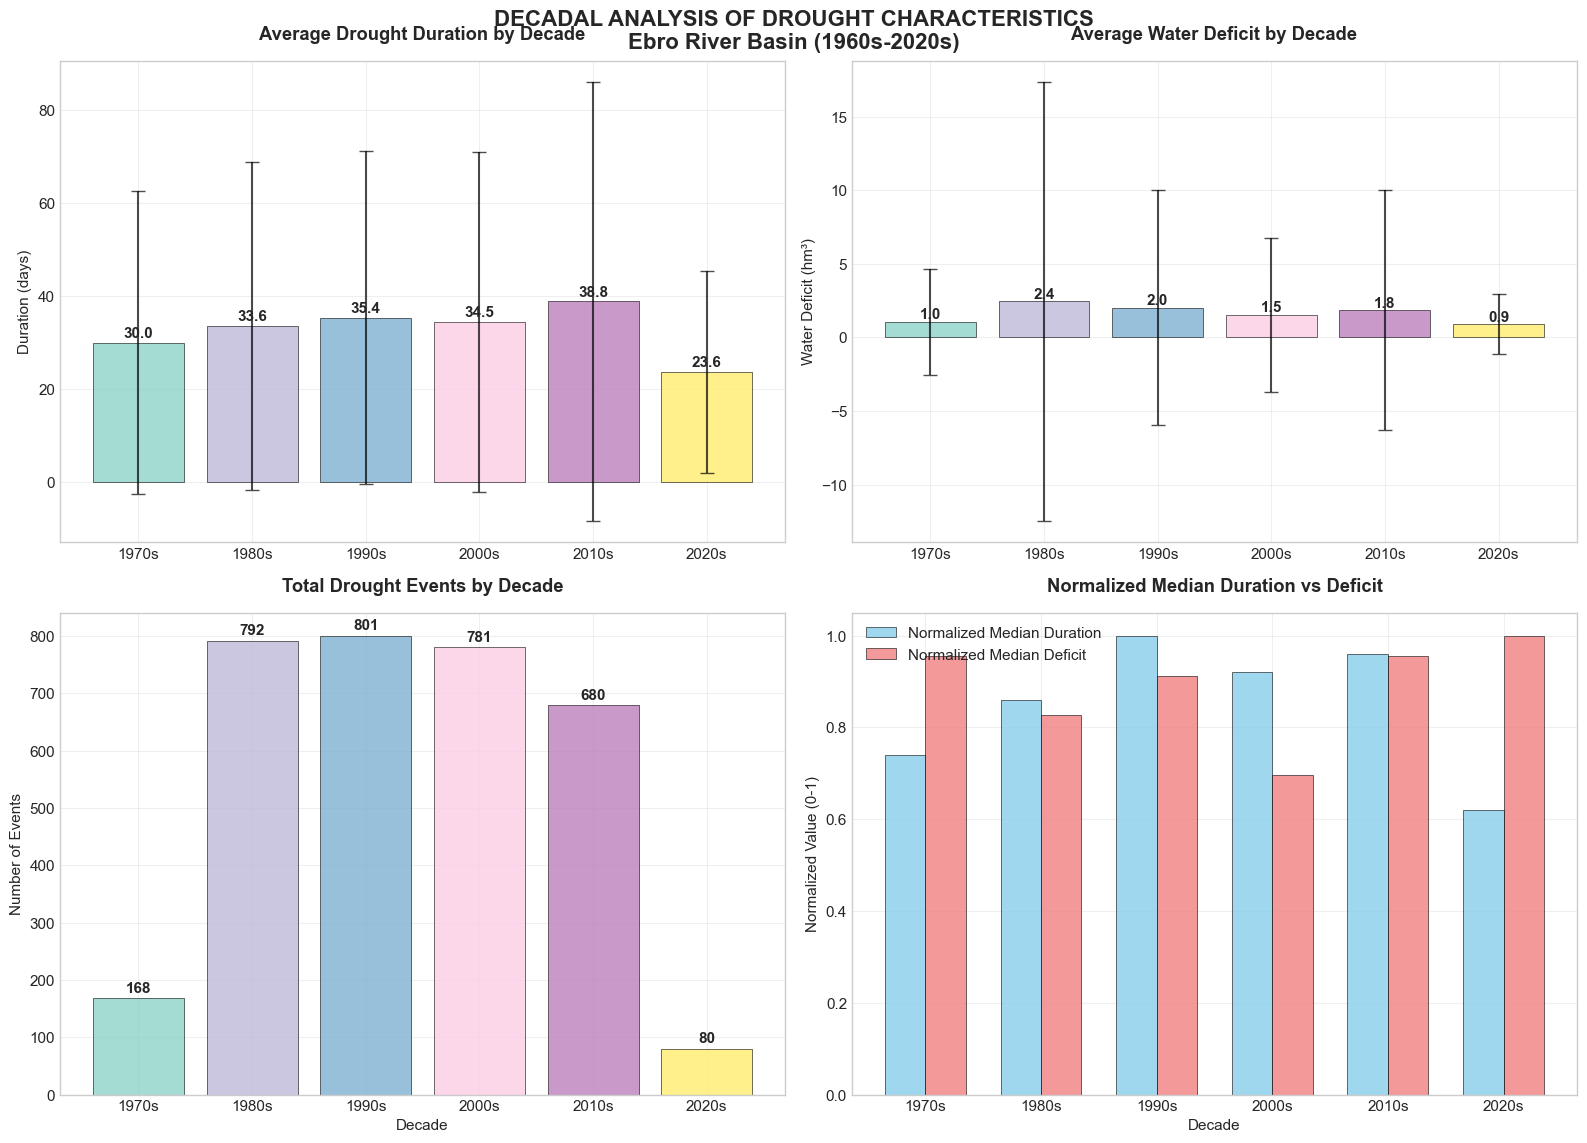 DECADAL ANALYSIS OF DROUGHT CHARACTERISTICS
Ebro River Basin (1960s-2020s)
Average Drought Duration by Decade
Duration (days)
80
60
40
20
0
30.0
33.6
35.4
34.5
38.8
23.6
1970s 1980s 1990s 2000s 2010s 2020s
Average Water Deficit by Decade
Water Deficit (hm³)
15
10
5
0
−5
−10
1.0
2.4
2.0
1.5
1.8
0.9
1970s 1980s 1990s 2000s 2010s 2020s
Total Drought Events by Decade
Number of Events
800
700
600
500
400
300
200
100
0
168
792
801
781
680
80
1970s 1980s 1990s 2000s 2010s 2020s
Decade
Normalized Median Duration vs Deficit
Normalized Median Duration
Normalized Median Deficit
Normalized Value (0-1)
1.0
0.8
0.6
0.4
0.2
0.0
1970s 1980s 1990s 2000s 2010s 2020s
Decade